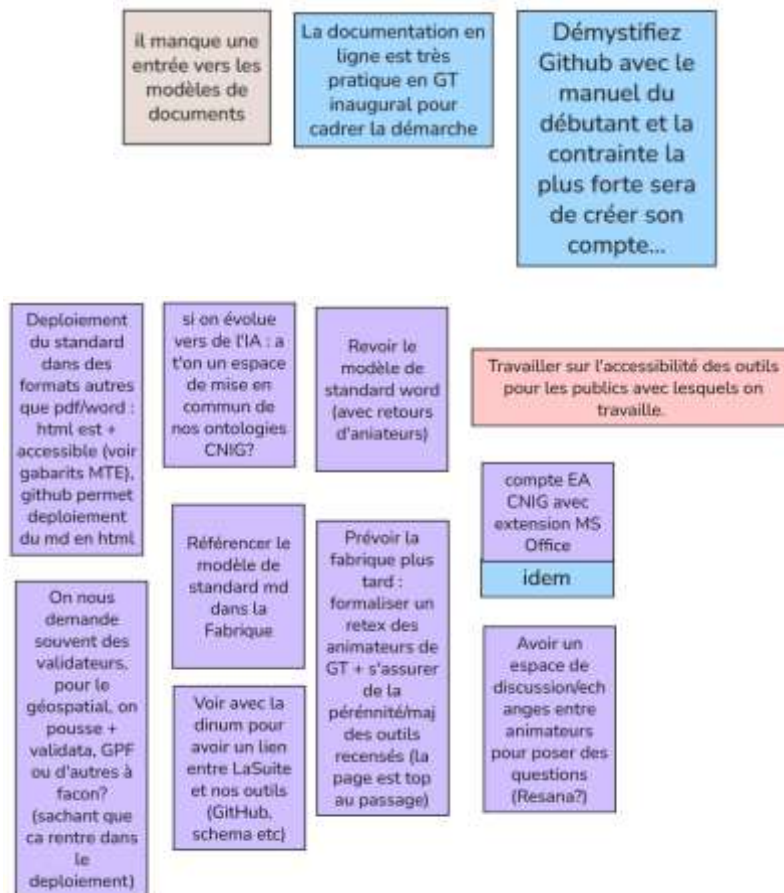 il manque une
entrée vers les
modèles de
documents
La documentation en
ligne est très
pratique en GT
inaugural pour
cadrer la démarche
Démystifiez
Github avec le
manuel du
débutant et la
contrainte la
plus forte sera
de créer son
compte...
Deploiement
du standard
dans des
formats autres
que pdf/word :
html est +
accessible (voir
gabarits MTE),
github permet
deploiement
du md en html
si on évolue
vers de l'IA : a
t'on un espace
de mise en
commun de
nos ontologies
CNIG?
Revoir le
modèle de
standard word
(avec retours
d'aniateurs)
Travailler sur l'accessibilité des outils
pour les publics avec lesquels on
travaille.
compte EA
CNIG avec
extension MS
Office
idem
Référencer le
modèle de
standard md
dans la
Fabrique
Prévoir la
fabrique plus
tard :
formaliser un
retex des
animateurs de
GT + s'assurer
de la
pérénnité/maj
des outils
recensés (la
page est top
au passage)
On nous
demande
souvent des
validateurs,
pour le
géospatial, on
pousse +
validata, GPF
ou d'autres à
facon?
(sachant que
ca rentre dans
le
deploiement)
Voir avec la
dinum pour
avoir un lien
entre LaSuite
et nos outils
(GitHub,
schema etc)
Avoir un
espace de
discussion/ech
anges entre
animateurs
pour poser des
questions
(Resana?)